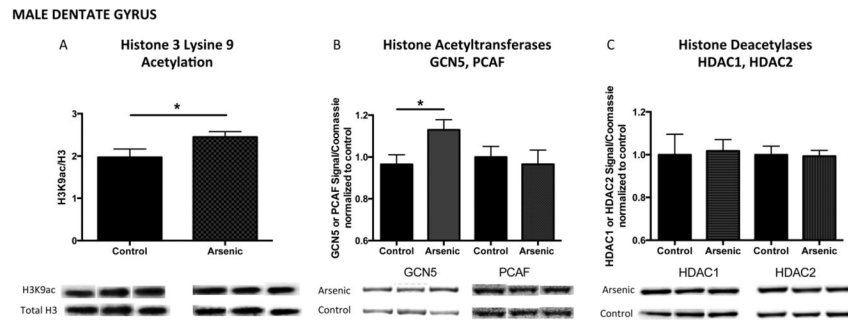 MALE DENTATE GYRUS
A
Histone 3 Lysine 9
Acetylation
*
H3K9ac/H3
3
2
1
0
Control
Arsenic
H3K9ac
Total H3
B
Histone Acetyltransferases
GCN5, PCAF
*
GCN5 or PCAF Signal/Coomassie
normalized to control
1.2
1.0
0.8
0.6
Control
Arsenic
Control
Arsenic
GCN5
PCAF
Arsenic
Control
C
Histone Deacetylases
HDAC1, HDAC2
HDAC1 or HDAC2 Signal/Coomassie
normalized to control
1.2
1.0
0.8
0.6
Control
Arsenic
Control
Arsenic
HDAC1
HDAC2
Arsenic
Control